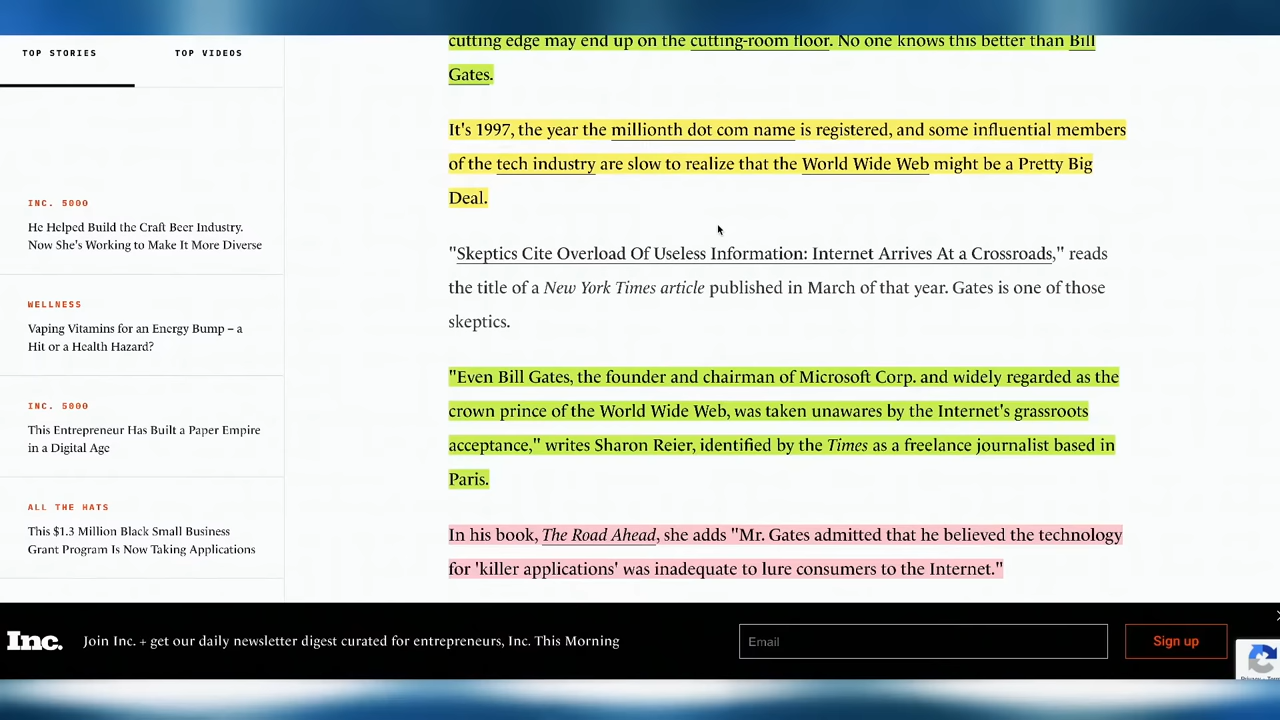 TOP STORIES
TOP VIDEOS
INC. 5000
He Helped Build the Craft Beer Industry.
Now She's Working to Make It More Diverse
WELLNESS
Vaping Vitamins for an Energy Bump – a
Hit or a Health Hazard?
INC. 5000
This Entrepreneur Has Built a Paper Empire
in a Digital Age
ALL THE HATS
This $1.3 Million Black Small Business
Grant Program Is Now Taking Applications
cutting edge may end up on the cutting-room floor. No one knows this better than Bill
Gates.
It's 1997, the year the millionth dot com name is registered, and some influential members
of the tech industry are slow to realize that the World Wide Web might be a Pretty Big
Deal.
"Skeptics Cite Overload Of Useless Information: Internet Arrives At a Crossroads," reads
the title of a New York Times article published in March of that year. Gates is one of those
skeptics.
"Even Bill Gates, the founder and chairman of Microsoft Corp. and widely regarded as the
crown prince of the World Wide Web, was taken unawares by the Internet's grassroots
acceptance," writes Sharon Reier, identified by the Times as a freelance journalist based in
Paris.
In his book, The Road Ahead, she adds "Mr. Gates admitted that he believed the technology
for 'killer applications' was inadequate to lure consumers to the Internet."
Inc.
Join Inc. + get our daily newsletter digest curated for entrepreneurs, Inc. This Morning
Email
Sign up